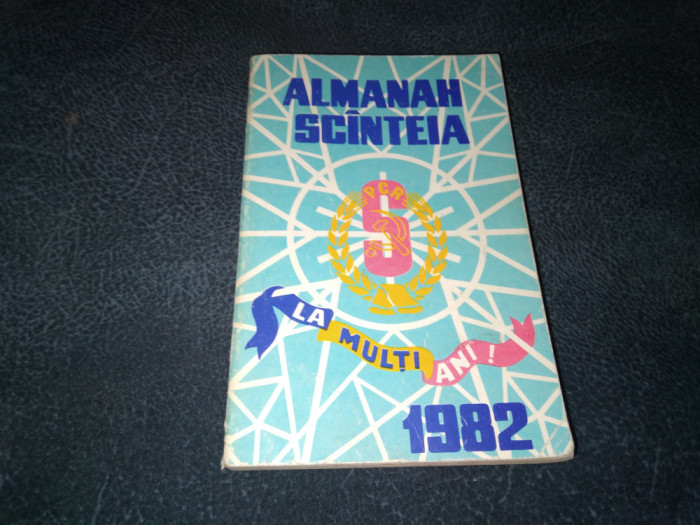 ALMANAH
SCÎNTEIA
PCR
S
LA
MULȚI
ANI!
1982